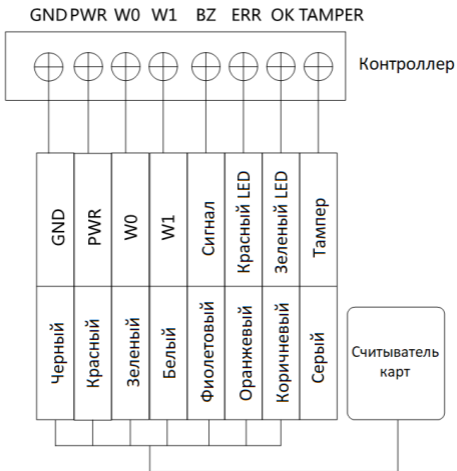 GND PWR W0 W1 BZ ERR OK TAMPER
Контроллер
GND
PWR
W0
W1
Сигнал
Красный LED
Зеленый LED
Тампер
Черный
Красный
Зеленый
Белый
Фиолетовый
Оранжевый
Коричневый
Серый
Считыватель
карт